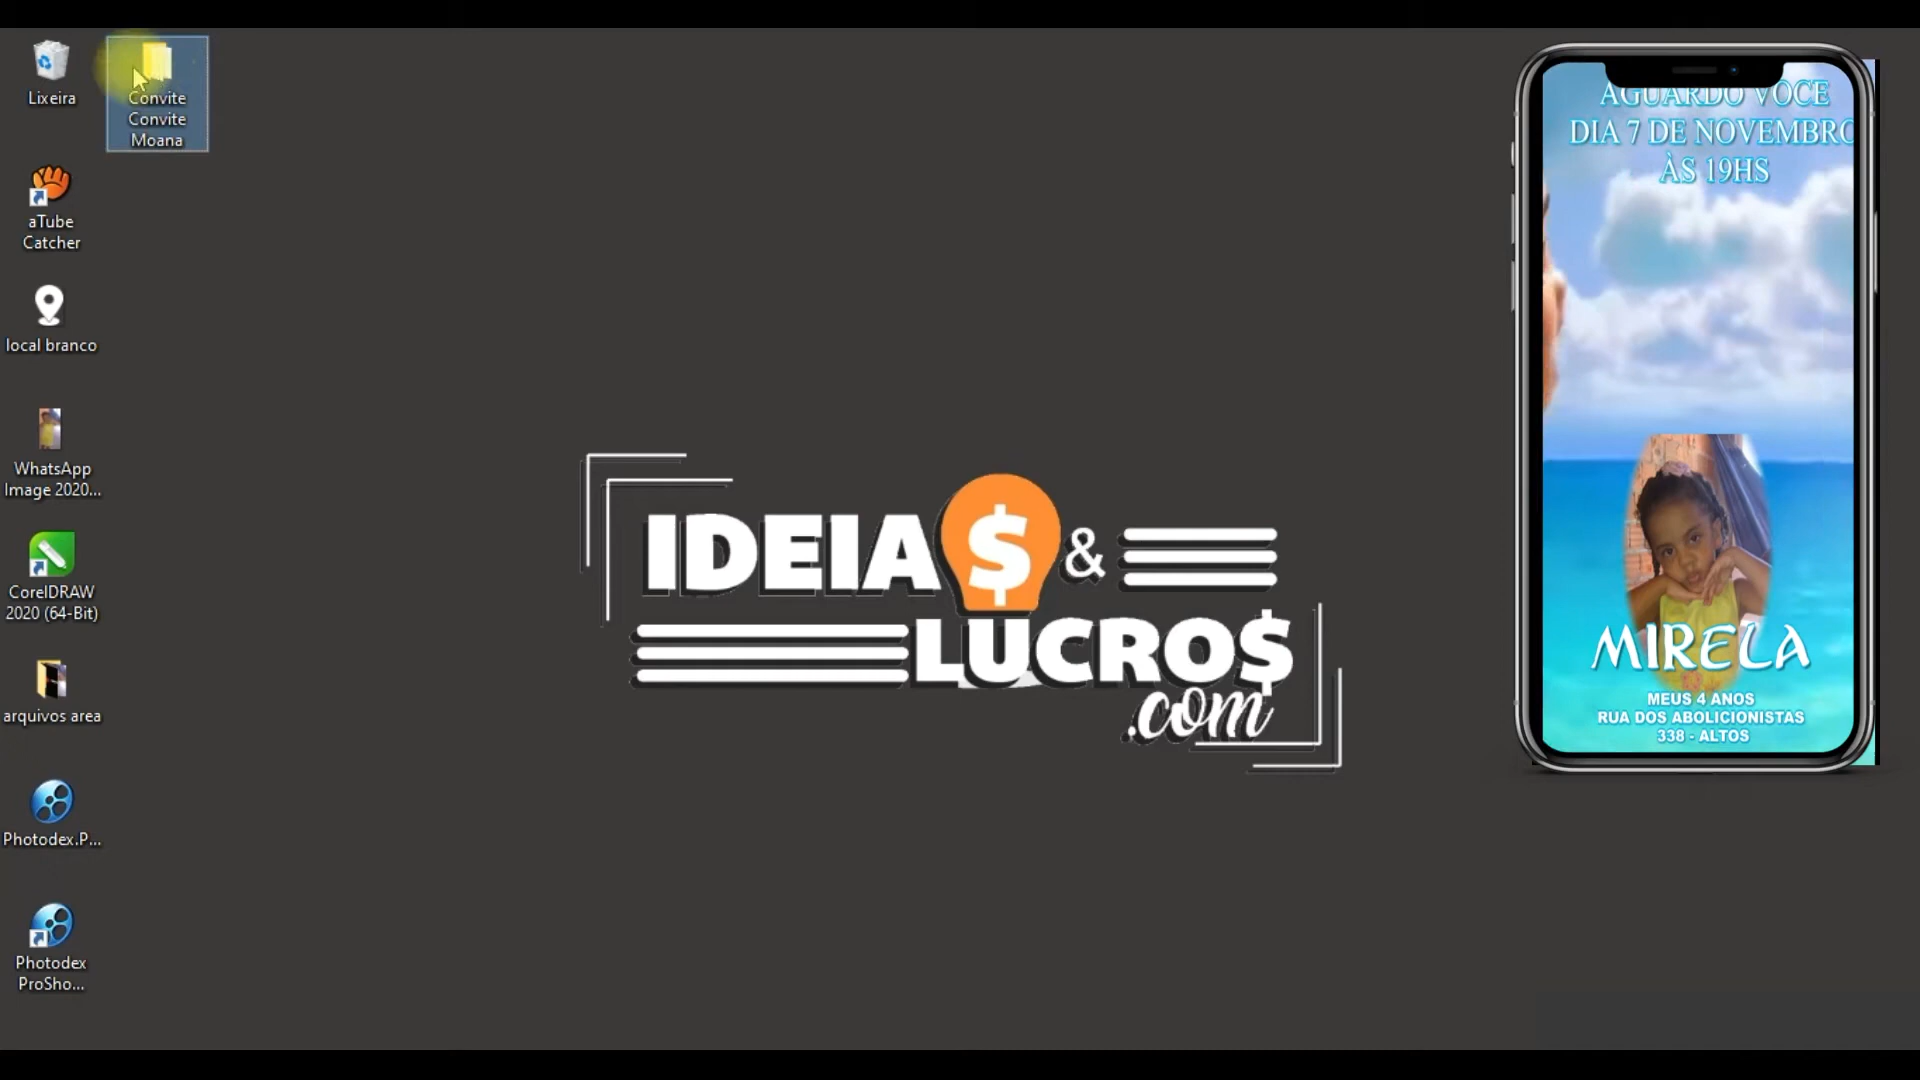 Lixeira
Convite
Convite
Moana
aTube
Catcher
local branco
WhatsApp
Image 2020...
CorelDRAW
2020 (64-Bit)
arquivos area
Photodex.P...
Photodex
ProSho...
IDEIA$ &
LUCRO$
.com
AGUARDO VOCE
DIA 7 DE NOVEMBRO
ÀS 19HS
MIRELA
MEUS 4 ANOS
RUA DOS ABOLICIONISTAS
338 - ALTOS